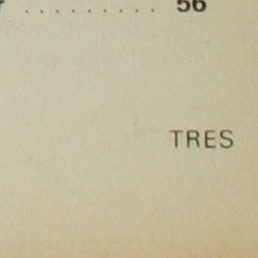 . . . . . . . . . 56
TRES